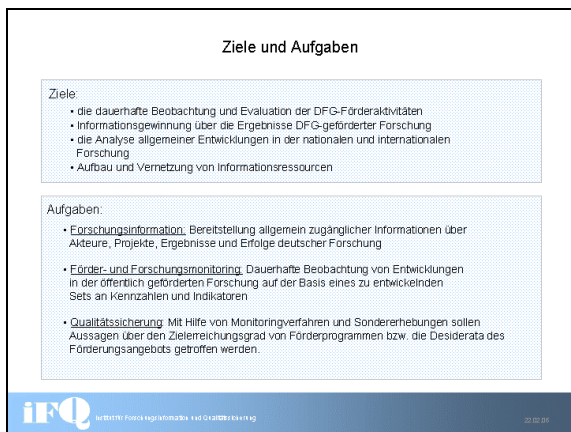 Ziele und Aufgaben
Ziele:
• die dauerhafte Beobachtung und Evaluation der DFG-Förderaktivitäten
• Informationsgewinnung über die Ergebnisse DFG-geförderter Forschung
• die Analyse allgemeiner Entwicklungen in der nationalen und internationalen
Forschung
• Aufbau und Vernetzung von Informationsressourcen
Aufgaben:
• Forschungsinformation: Bereitstellung allgemein zugänglicher Informationen über
Akteure, Projekte, Ergebnisse und Erfolge deutscher Forschung
• Förder- und Forschungsmonitoring: Dauerhafte Beobachtung von Entwicklungen
in der öffentlich geförderten Forschung auf der Basis eines zu entwickelnden
Sets an Kennzahlen und Indikatoren
• Qualitätssicherung: Mit Hilfe von Monitoringverfahren und Sondererhebungen sollen
Aussagen über den Zielerreichungsgrad von Förderprogrammen bzw. die Desiderata des
Förderungsangebots getroffen werden.
iFQ Institut für Forschungsinformation und Qualitätssicherung